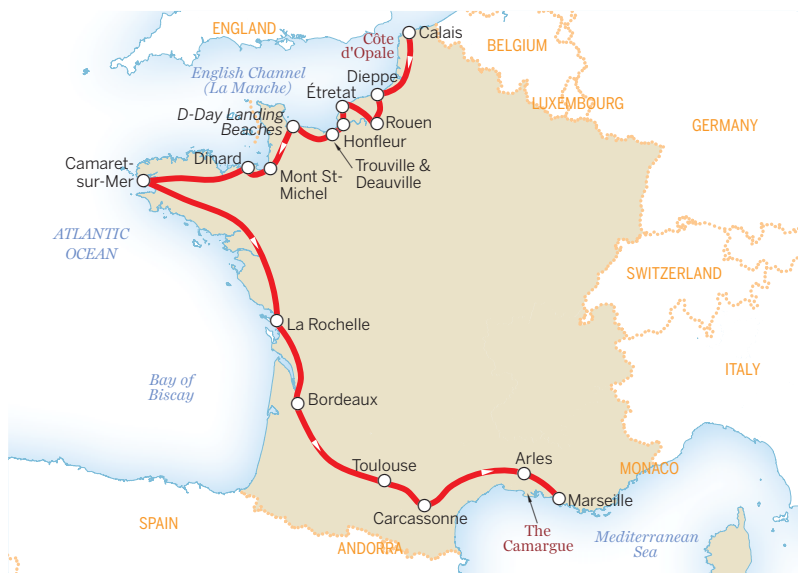 ENGLAND
Côte
d'Opale
Calais
BELGIUM
English Channel
(La Manche)
Dieppe
Étretat
LUXEMBOURG
D-Day Landing
Beaches
Rouen
GERMANY
Honfleur
Dinard
Trouville &
Deauville
Camaret-
sur-Mer
Mont St-
Michel
ATLANTIC
OCEAN
SWITZERLAND
La Rochelle
ITALY
Bay of
Biscay
Bordeaux
Toulouse
Arles
MONACO
Marseille
Carcassonne
SPAIN
The
Camargue
Mediterranean
Sea
ANDORRA